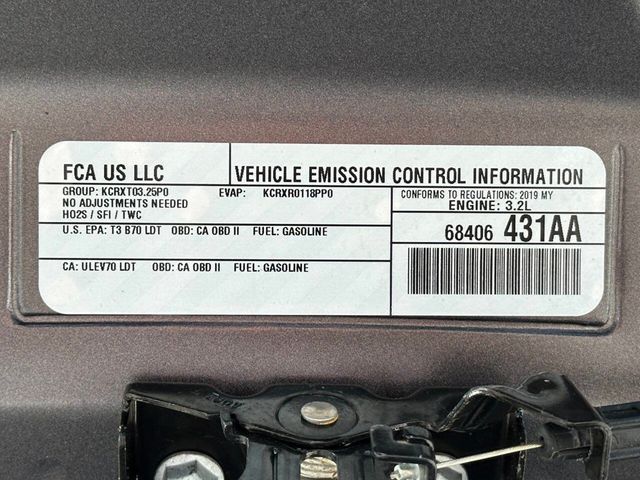 FCA US LLC VEHICLE EMISSION CONTROL INFORMATION
GROUP: KCRXT03.25P0 EVAP: KCRXR0118PP0 CONFORMS TO REGULATIONS: 2019 MY
NO ADJUSTMENTS NEEDED ENGINE: 3.2L
HO2S / SFI / TWC
U.S. EPA: T3 B70 LDT OBD: CA OBD II FUEL: GASOLINE 68406 431AA
CA: ULEV70 LDT OBD: CA OBD II FUEL: GASOLINE